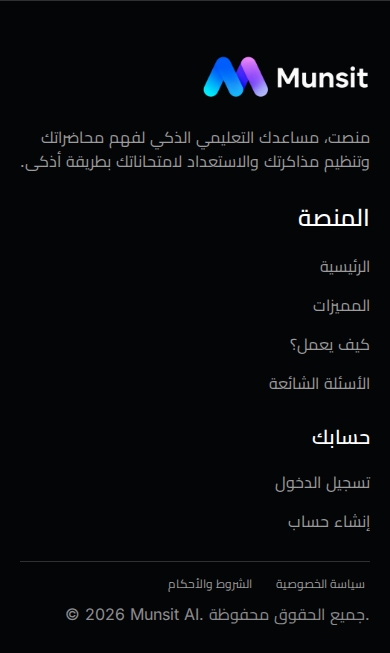 Munsit
منصت، مساعدك التعليمي الذكي لفهم محاضراتك
وتنظيم مذاكرتك والاستعداد لامتحاناتك بطريقة أذكى.
المنصة
الرئيسية
المميزات
كيف يعمل؟
الأسئلة الشائعة
حسابك
تسجيل الدخول
إنشاء حساب
سياسة الخصوصية الشروط والأحكام
© 2026 Munsit AI. جميع الحقوق محفوظة.